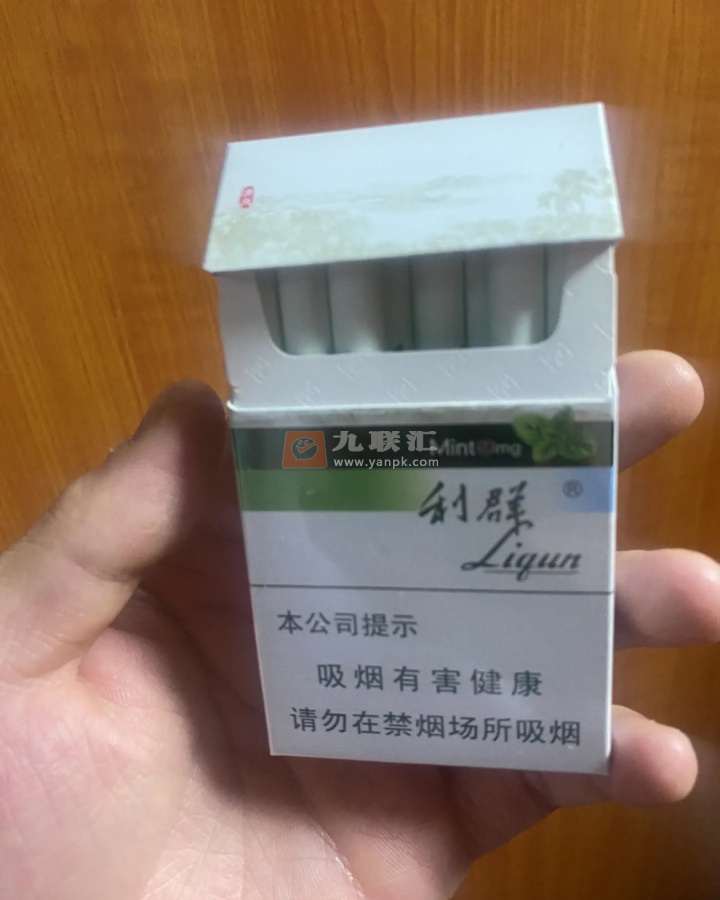 九联汇
www.yanpk.com
Mint
mg
利群®
Liqun
本公司提示
吸烟有害健康
请勿在禁烟场所吸烟